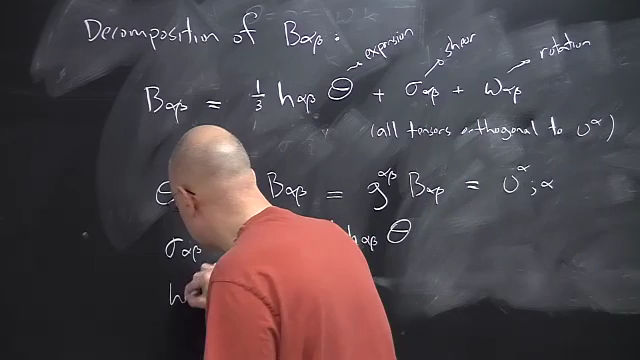 Decomposition of Bαβ :
→ expansion ↗ shear ↗ rotation
Bαβ = 1/3 hαβ Θ + σαβ + ωαβ
(all tensors orthogonal to υ^α)
Θ Bαβ = g^αβ Bαβ = υ^α;α
σαβ hαβ Θ